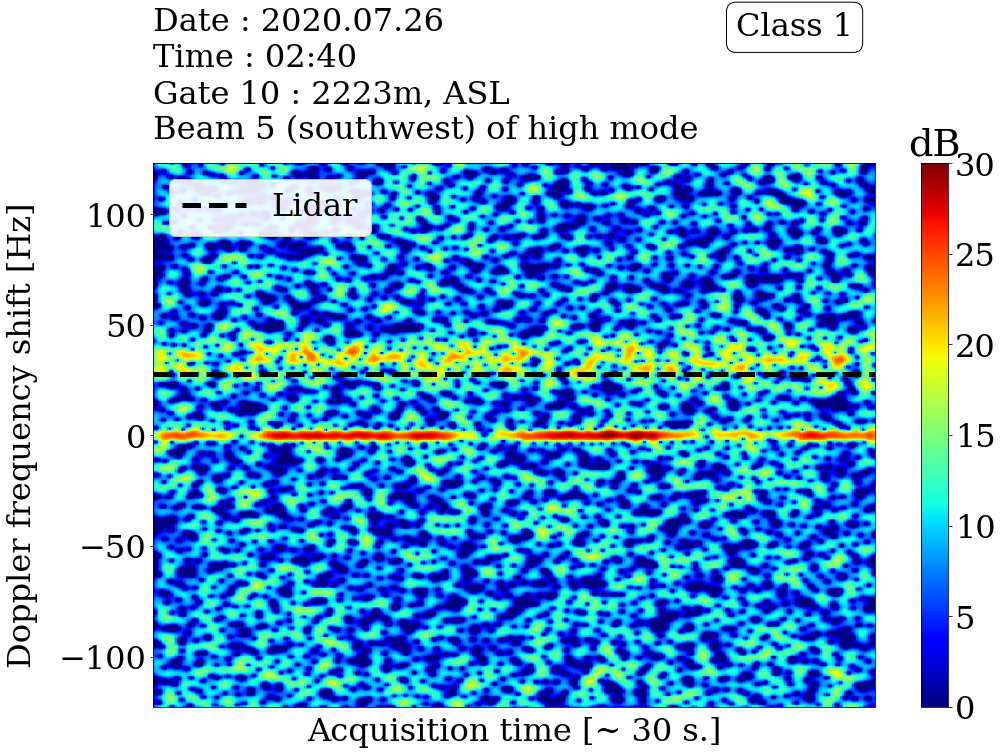 Date : 2020.07.26
Time : 02:40
Gate 10 : 2223m, ASL
Beam 5 (southwest) of high mode
Class 1
dB
Lidar
Doppler frequency shift [Hz]
100
50
0
−50
−100
30
25
20
15
10
5
0
Acquisition time [~ 30 s.]